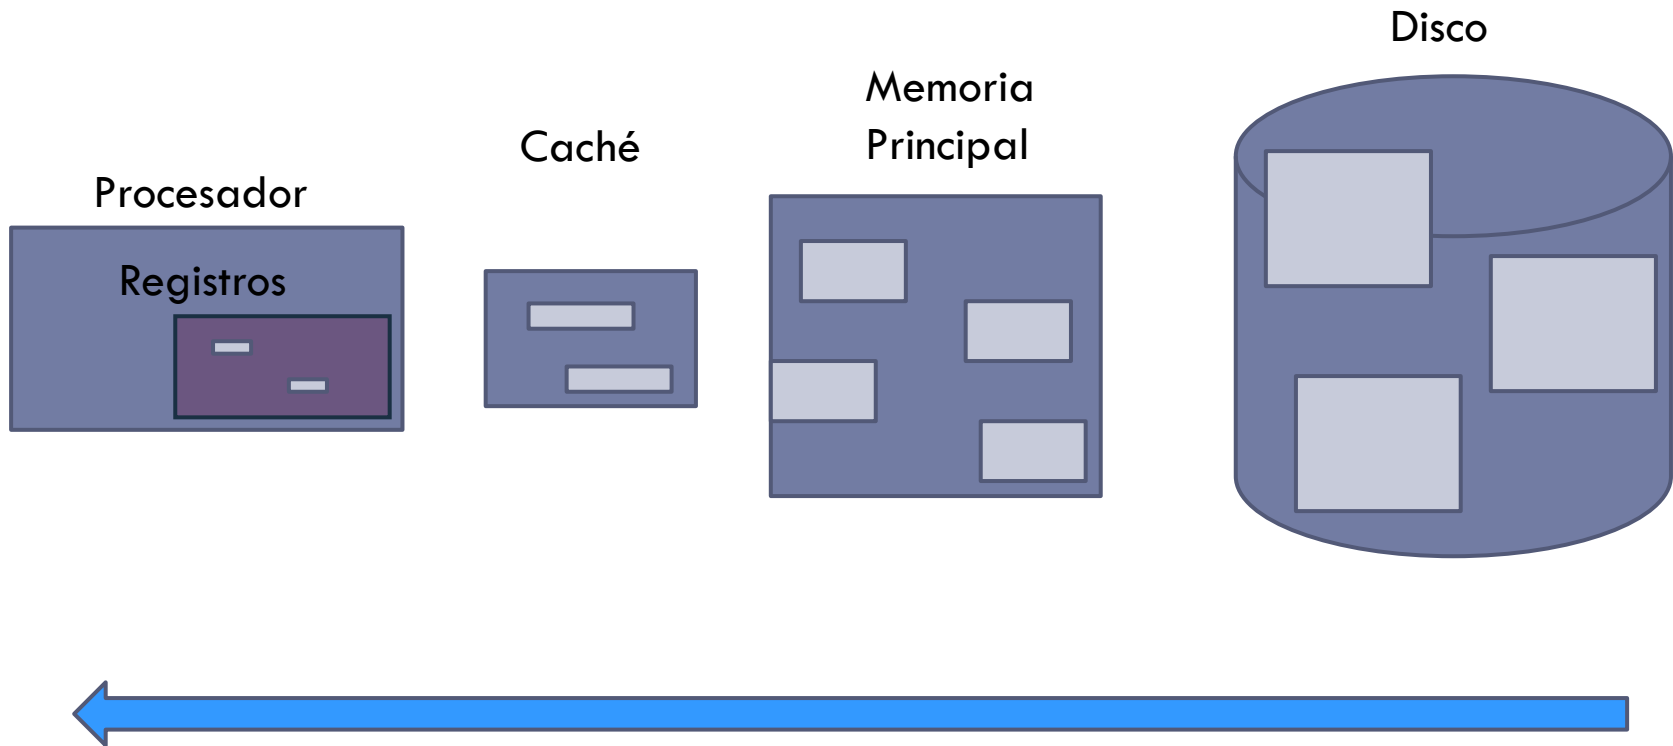 Disco
Memoria
Principal
Caché
Procesador
Registros